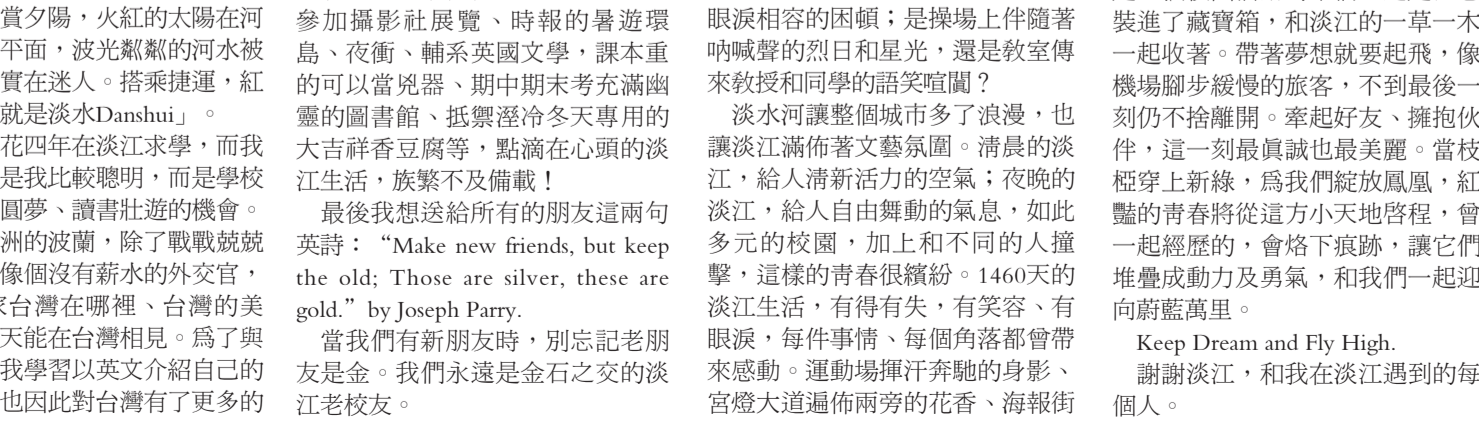 賞夕陽，火紅的太陽在河
平面，波光粼粼的河水被
實在迷人。搭乘捷運，紅
就是淡水Danshui」。
花四年在淡江求學，而我
是我比較聰明，而是學校
圓夢、讀書壯遊的機會。
洲的波蘭，除了戰戰兢兢
像個沒有薪水的外交官，
台灣在哪裡、台灣的美
天能在台灣相見。為了與
我學習以英文介紹自己的
也因此對台灣有了更多的
參加攝影社展覽、時報的暑遊環
島、夜衝、輔系英國文學，課本重
的可以當兇器、期中期末考充滿幽
靈的圖書館、抵禦溼冷冬天專用的
大吉祥香豆腐等，點滴在心頭的淡
江生活，族繁不及備載！
最後我想送給所有的朋友這兩句
英詩：“Make new friends, but keep
the old; Those are silver, these are
gold.” by Joseph Parry.
當我們有新朋友時，別忘記老朋
友是金。我們永遠是金石之交的淡
江老校友。
眼淚相容的困頓；是操場上伴隨著
吶喊聲的烈日和星光，還是教室傳
來教授和同學的語笑喧闐？
淡水河讓整個城市多了浪漫，也
讓淡江滿佈著文藝氛圍。清晨的淡
江，給人清新活力的空氣；夜晚的
淡江，給人自由舞動的氣息，如此
多元的校園，加上和不同的人撞
擊，這樣的青春很繽紛。1460天的
淡江生活，有得有失，有笑容、有
眼淚，每件事情、每個角落都曾帶
來感動。運動場揮汗奔馳的身影、
宮燈大道遍佈兩旁的花香、海報街
裝進了藏寶箱，和淡江的一草一木
一起收著。帶著夢想就要起飛，像
機場腳步緩慢的旅客，不到最後一
刻仍不捨離開。牽起好友、擁抱伙
伴，這一刻最真誠也最美麗。當枝
椏穿上新綠，為我們綻放鳳凰，紅
豔的青春將從這方小天地啓程，曾
一起經歷的，會烙下痕跡，讓它們
堆疊成動力及勇氣，和我們一起迎
向蔚藍萬里。
Keep Dream and Fly High.
謝謝淡江，和我在淡江遇到的每
個人。